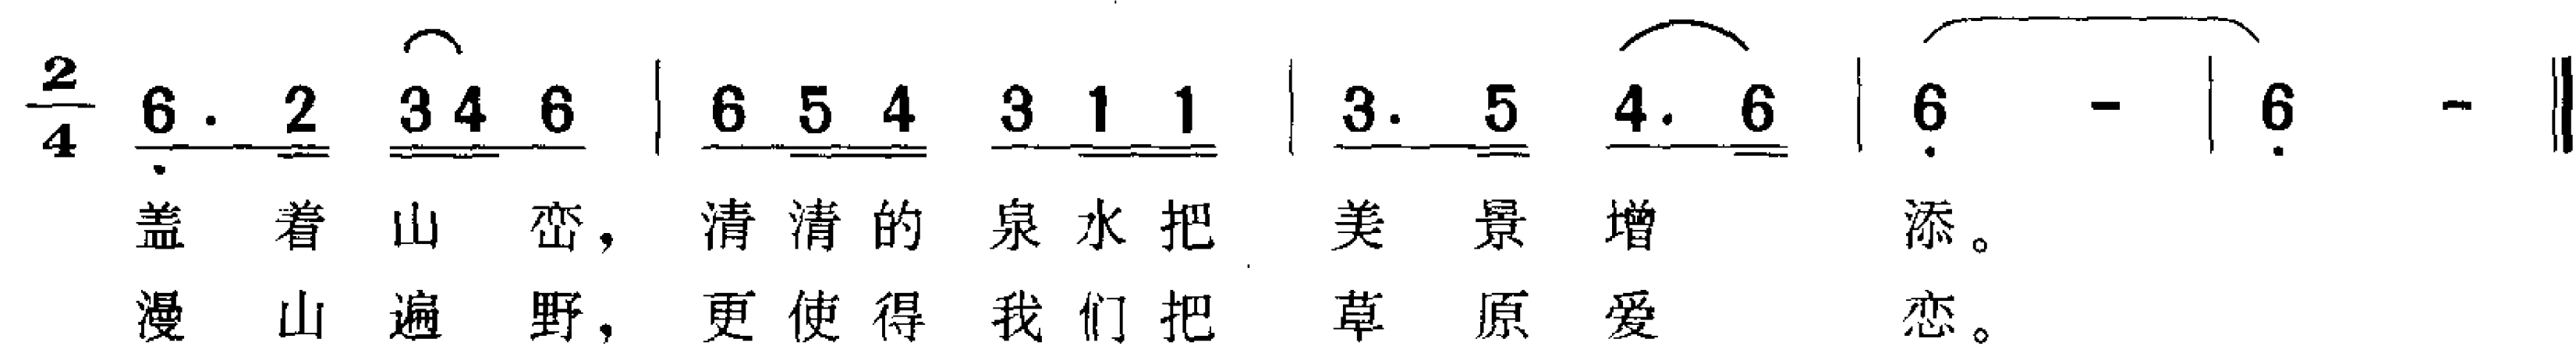 2/4 6. 2 3 4 6 | 6 5 4 3 1 1 | 3. 5 4. 6 | 6 - | 6 - ‖
盖着山峦，清清的泉水把美景增添。
漫山遍野，更使得我们把草原爱恋。